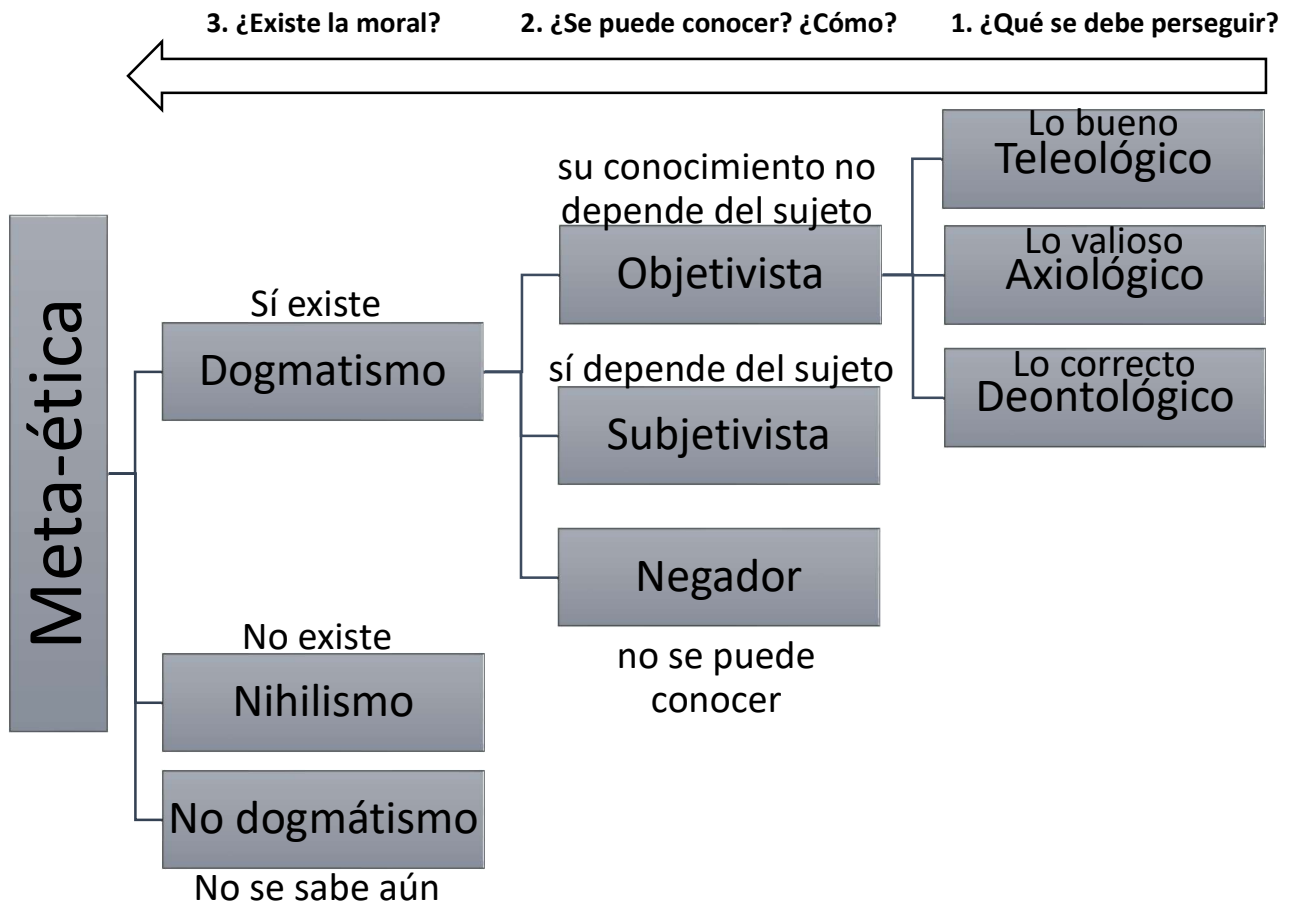 3. ¿Existe la moral?
2. ¿Se puede conocer? ¿Cómo?
1. ¿Qué se debe perseguir?
Meta-ética
Sí existe
Dogmatismo
No existe
Nihilismo
No dogmátismo
No se sabe aún
su conocimiento no
depende del sujeto
Objetivista
sí depende del sujeto
Subjetivista
Negador
no se puede
conocer
Lo bueno
Teleológico
Lo valioso
Axiológico
Lo correcto
Deontológico